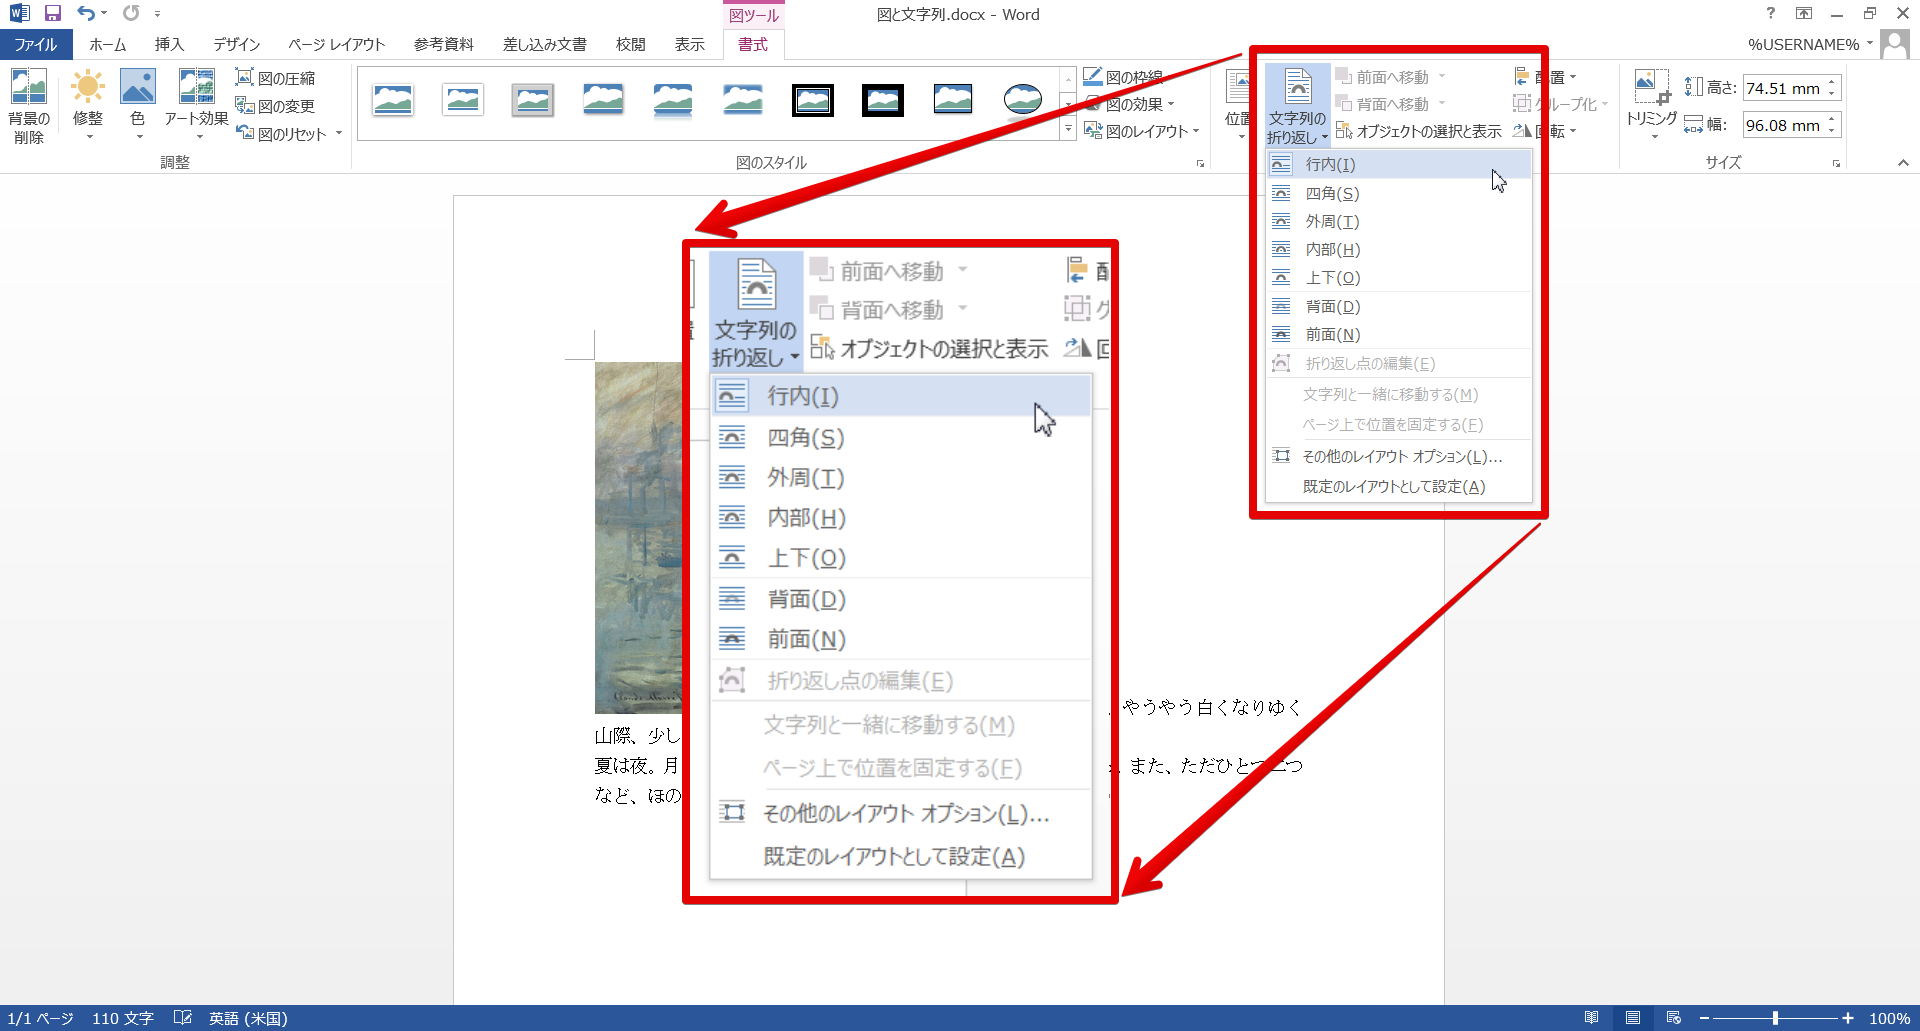 図ツール
図と文字列.docx - Word
?
ファイル
ホーム
挿入
デザイン
ページ レイアウト
参考資料
差し込み文書
校閲
表示
書式
%USERNAME%
背景の
削除
修整
色
アート効果
図の圧縮
図の変更
図のリセット
調整
図のスタイル
図の枠線
図の効果
図のレイアウト
位置
文字列の
折り返し
前面へ移動
背面へ移動
オブジェクトの選択と表示
配置
グループ化
回転
トリミング
高さ:
74.51 mm
幅:
96.08 mm
サイズ
行内(I)
四角(S)
外周(T)
内部(H)
上下(O)
背面(D)
前面(N)
折り返し点の編集(E)
文字列と一緒に移動する(M)
ページ上で位置を固定する(F)
その他のレイアウト オプション(L)...
既定のレイアウトとして設定(A)
文字列の
折り返し
前面へ移動
背面へ移動
オブジェクトの選択と表示
行内(I)
四角(S)
外周(T)
内部(H)
上下(O)
背面(D)
前面(N)
折り返し点の編集(E)
文字列と一緒に移動する(M)
ページ上で位置を固定する(F)
その他のレイアウト オプション(L)...
既定のレイアウトとして設定(A)
やうやう白くなりゆく
山際、少し
夏は夜。月 また、ただひとつ二つ
など、ほの
1/1 ページ
110 文字
英語 (米国)
100%